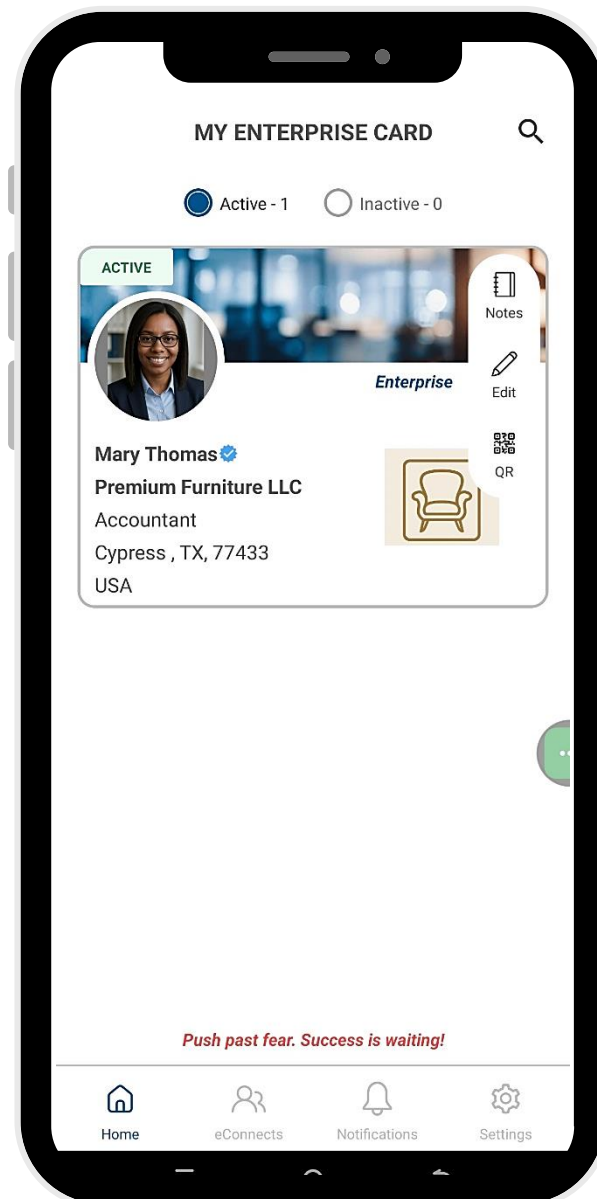 MY ENTERPRISE CARD
Active - 1 Inactive - 0
ACTIVE
Notes
Enterprise
Edit
QR
Mary Thomas
Premium Furniture LLC
Accountant
Cypress , TX, 77433
USA
Push past fear. Success is waiting!
Home eConnects Notifications Settings